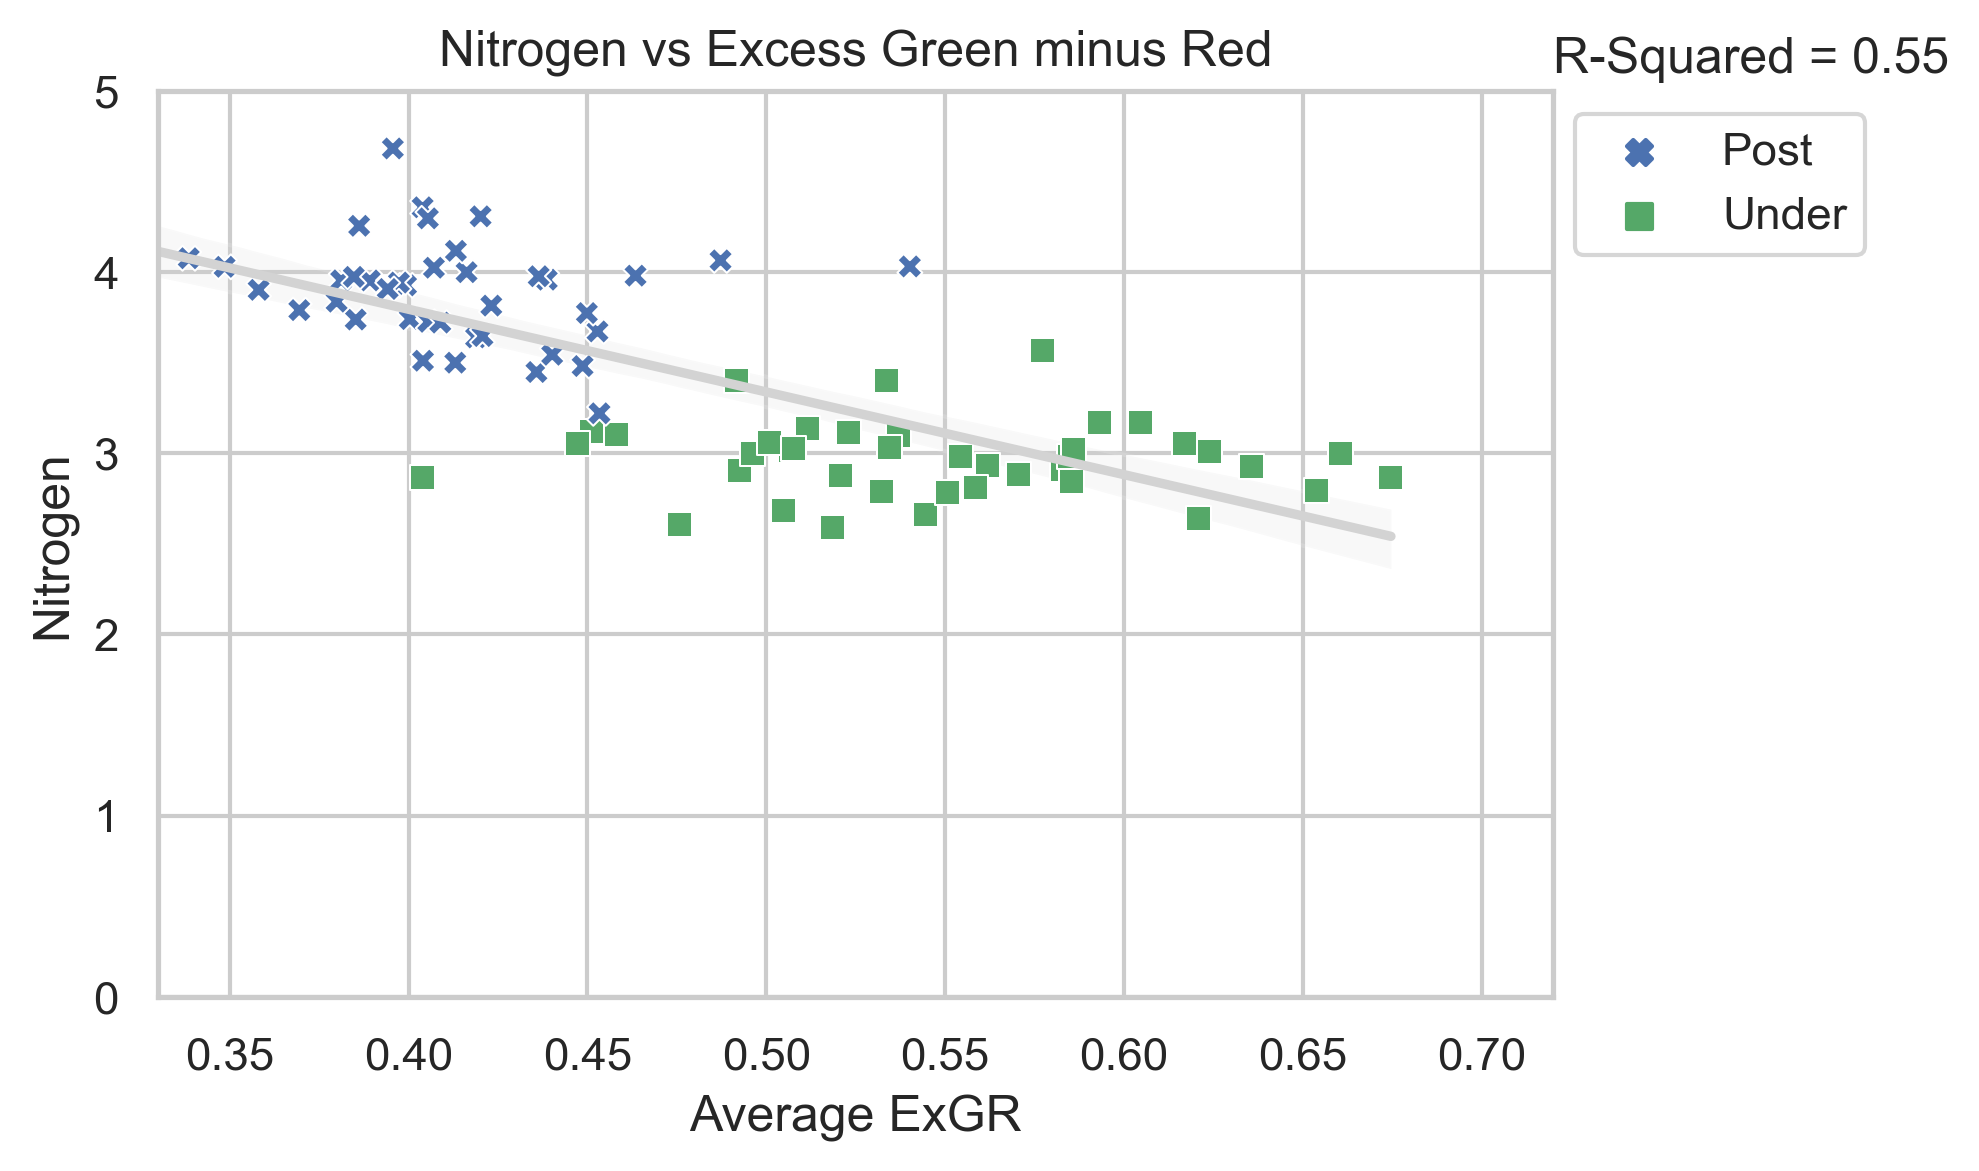 Nitrogen vs Excess Green minus Red
R-Squared = 0.55
Post
Under
5
4
3
2
1
0
Nitrogen
0.35 0.40 0.45 0.50 0.55 0.60 0.65 0.70
Average ExGR